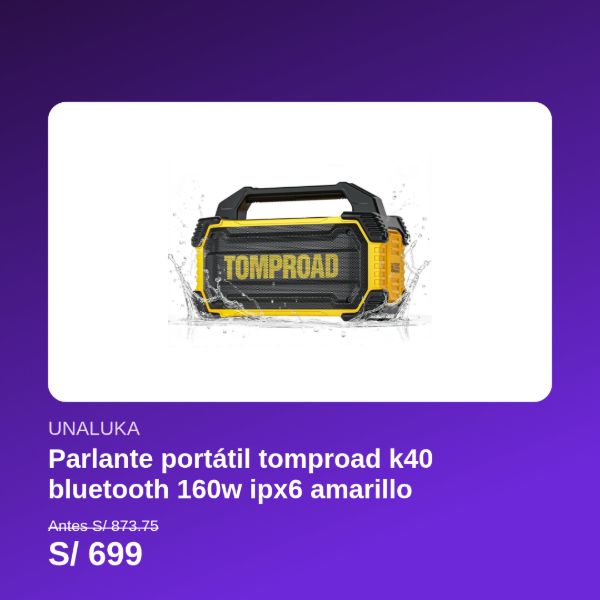 TOMPROAD
UNALUKA
Parlante portátil tomproad k40
bluetooth 160w ipx6 amarillo
Antes S/ 873.75
S/ 699